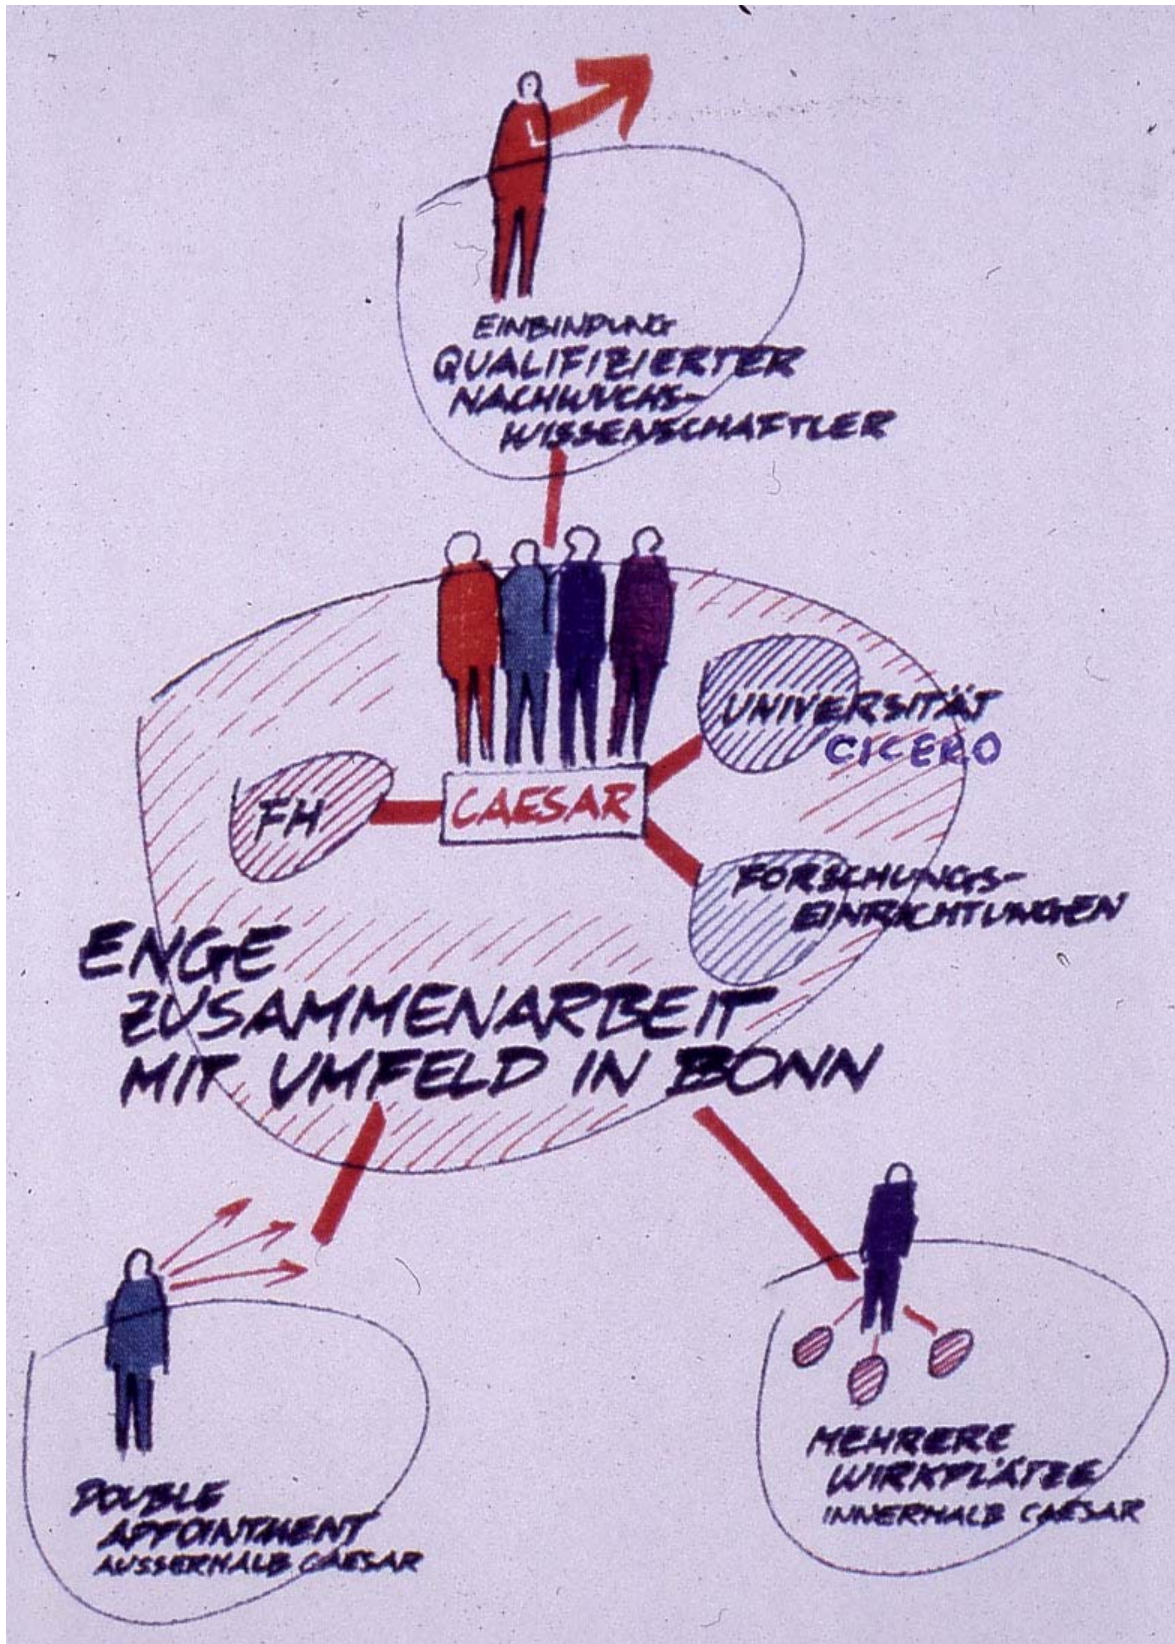 EINBINDUNG
QUALIFIZIERTER
NACHWUCHS-
WISSENSCHAFTLER
UNIVERSITÄT
CICERO
FH
CAESAR
FORSCHUNGS-
EINRICHTUNGEN
ENGE
ZUSAMMENARBEIT
MIT UMFELD IN BONN
DOUBLE
APPOINTMENT
AUSSERHALB CAESAR
MEHRERE
WIRKPLÄTZE
INNERHALB CAESAR